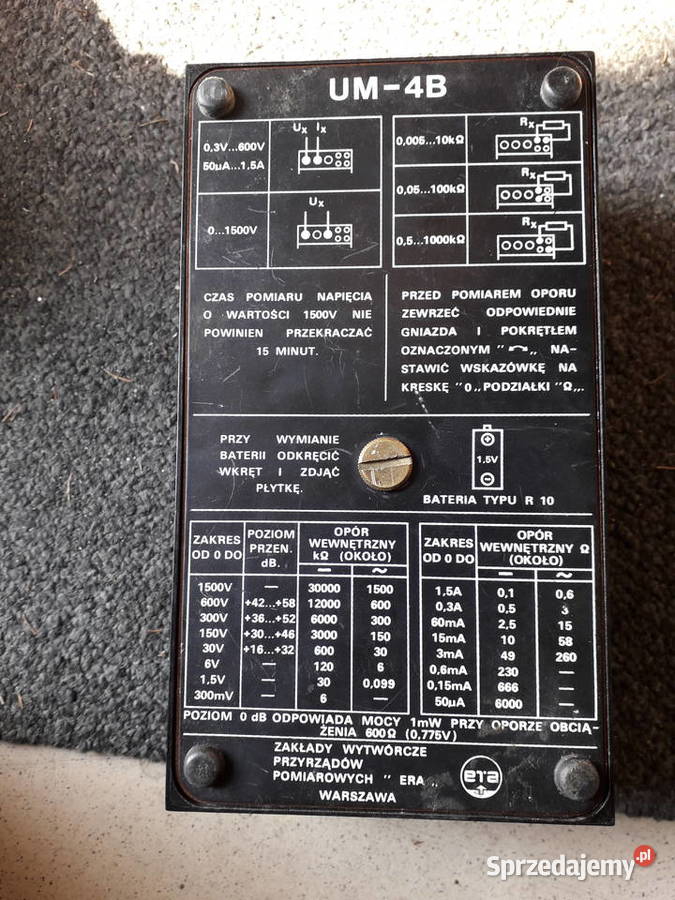 UM-4B
0,3V...600V
50µA...1,5A
Ux Ix
0...1500V
Ux
0,005...10kΩ
Rx
0,05...100kΩ
Rx
0,5...1000kΩ
Rx
CZAS POMIARU NAPIĘCIA
O WARTOŚCI 1500V NIE
POWINIEN PRZEKRACZAĆ
15 MINUT.
PRZED POMIAREM OPORU
ZEWRZEĆ ODPOWIEDNIE
GNIAZDA I POKRĘTŁEM
OZNACZONYM " „ NA-
STAWIĆ WSKAZÓWKĘ NA
KRESKĘ "0„ PODZIAŁKI "Ω„.
PRZY WYMIANIE
BATERII ODKRĘCIĆ
WKRĘT I ZDJĄĆ
PŁYTKĘ.
1,5V
BATERIA TYPU R 10
ZAKRES OD 0 DO | POZIOM PRZEN. dB. | OPÓR WEWNĘTRZNY kΩ (OKOŁO) — | ~
1500V — 30000 1500
600V +42...+58 12000 600
300V +36...+52 6000 300
150V +30...+46 3000 150
30V +16...+32 600 30
6V — 120 6
1,5V — 30 0,099
300mV — 6 —
ZAKRES OD 0 DO | OPÓR WEWNĘTRZNY Ω (OKOŁO) — | ~
1,5A 0,1 0,6
0,3A 0,5 3
60mA 2,5 15
15mA 10 58
3mA 49 260
0,6mA 230 —
0,15mA 666 —
50µA 6000 —
POZIOM 0 dB ODPOWIADA MOCY 1mW PRZY OPORZE OBCIĄ-
ŻENIA 600Ω (0,775V)
ZAKŁADY WYTWÓRCZE
PRZYRZĄDÓW
POMIAROWYCH " ERA „
WARSZAWA
era
Sprzedajemy.pl